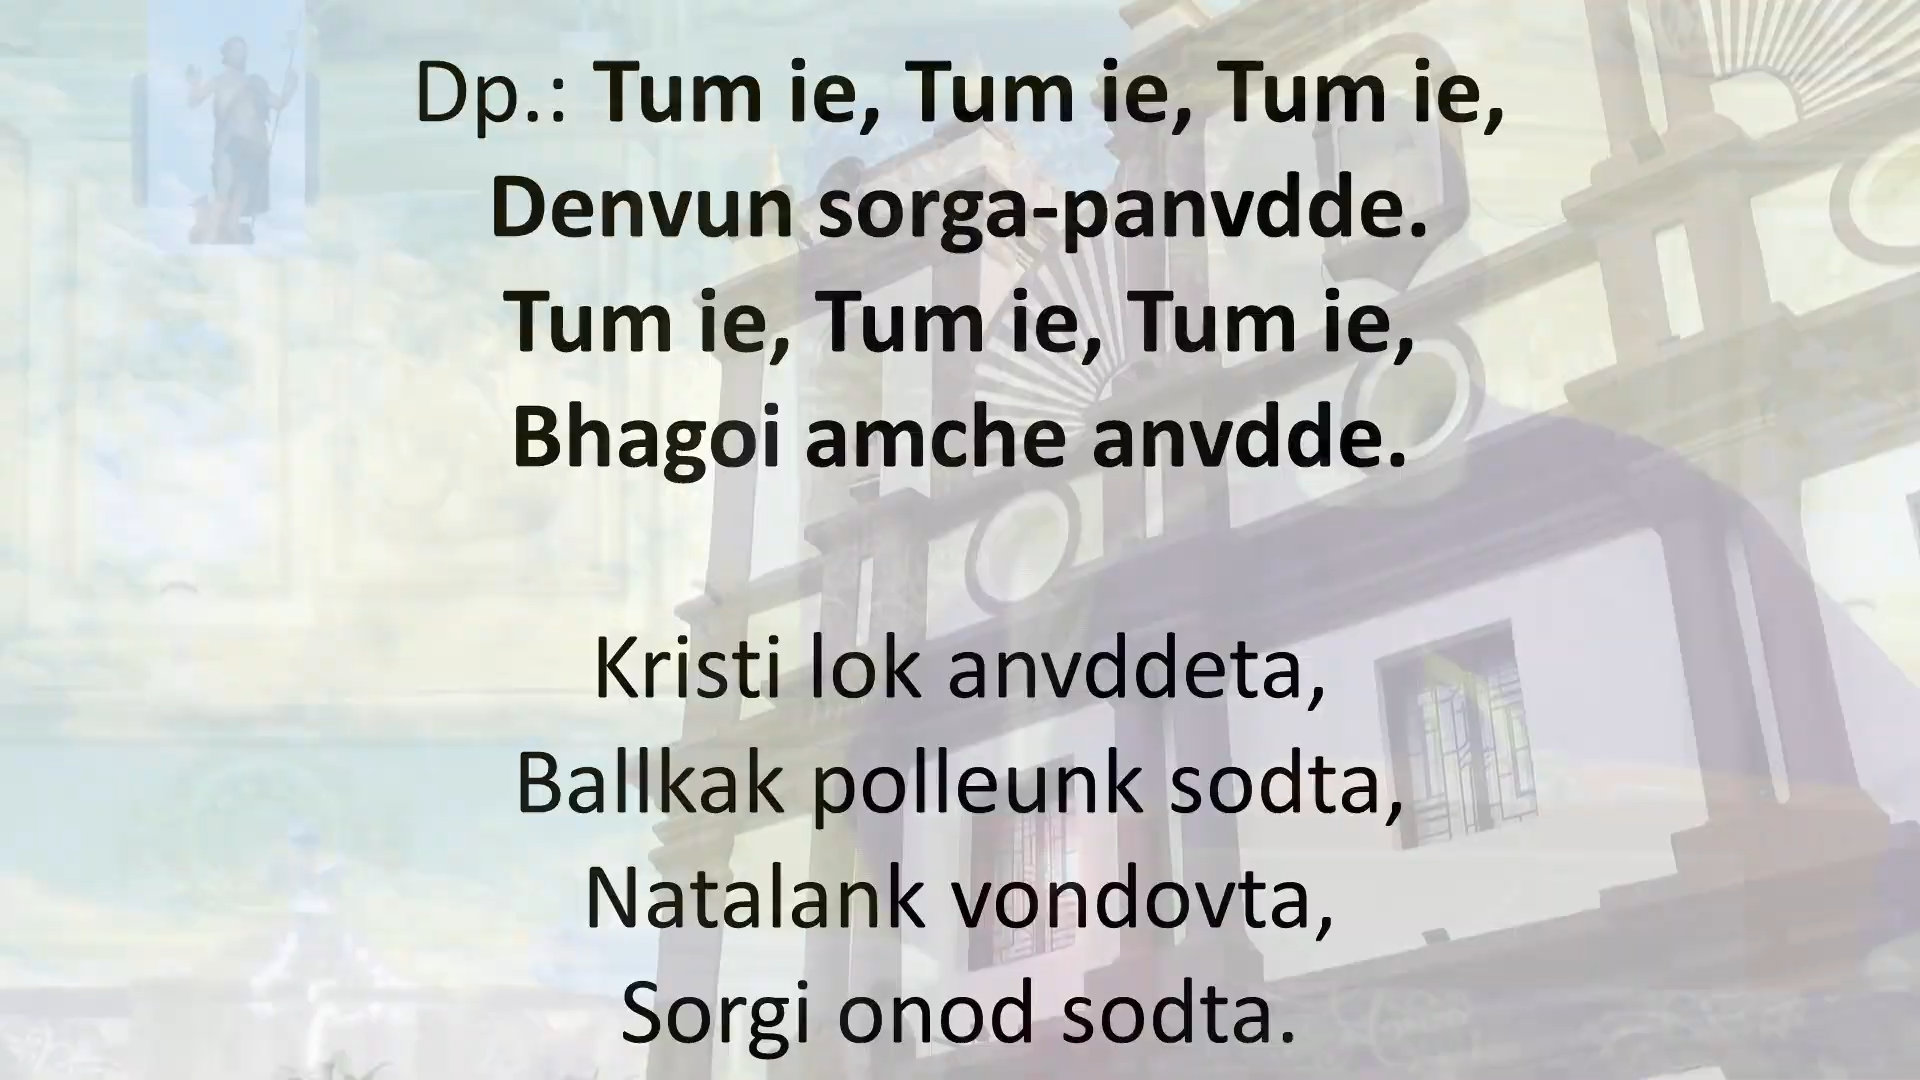 Dp.: Tum ie, Tum ie, Tum ie,
Denvun sorga-panvdde.
Tum ie, Tum ie, Tum ie,
Bhagoi amche anvdde.
Kristi lok anvddeta,
Ballkak polleunk sodta,
Natalank vondovta,
Sorgi onod sodta.